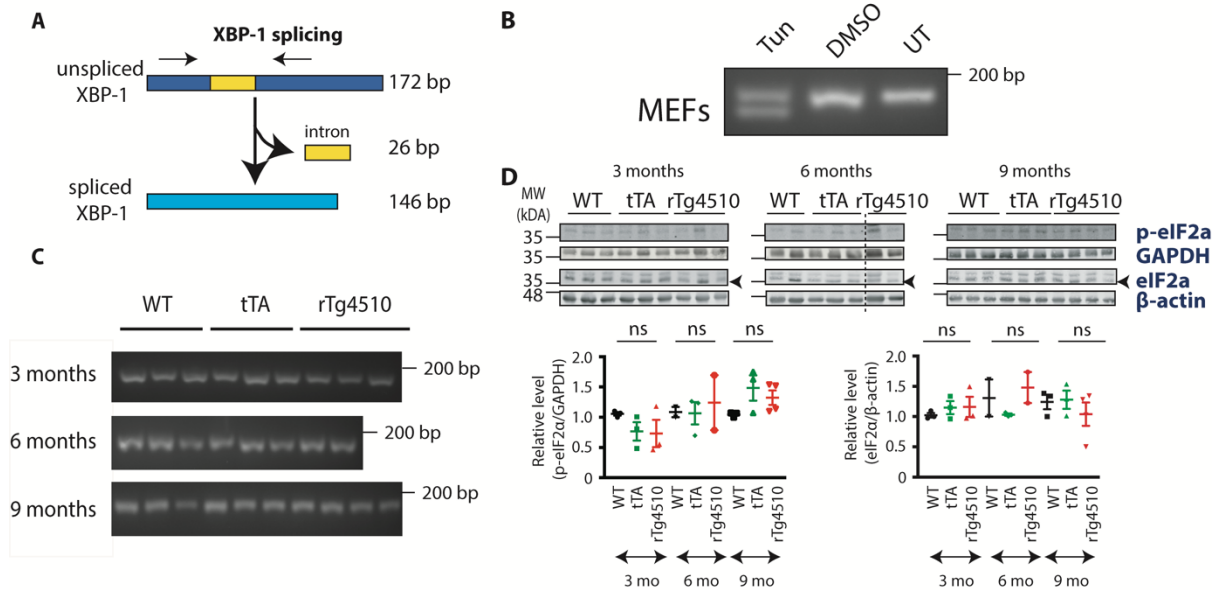 A
XBP-1 splicing
unspliced
XBP-1
172 bp
intron
26 bp
spliced
XBP-1
146 bp
B
Tun
DMSO
UT
200 bp
MEFs
C
WT
tTA
rTg4510
3 months
200 bp
6 months
200 bp
9 months
200 bp
D
3 months
6 months
9 months
MW
(kDA)
WT
tTA
rTg4510
WT
tTA
rTg4510
WT
tTA
rTg4510
35
35
35
48
p-eIF2a
GAPDH
eIF2a
β-actin
ns
ns
ns
Relative level
(p-eIF2α/GAPDH)
2.0
1.5
1.0
0.5
0
WT
tTA
rTg4510
WT
tTA
rTg4510
WT
tTA
rTg4510
3 mo
6 mo
9 mo
ns
ns
ns
Relative level
(eIF2α/β-actin)
2.0
1.5
1.0
0.5
0
WT
tTA
rTg4510
WT
tTA
rTg4510
WT
tTA
rTg4510
3 mo
6 mo
9 mo